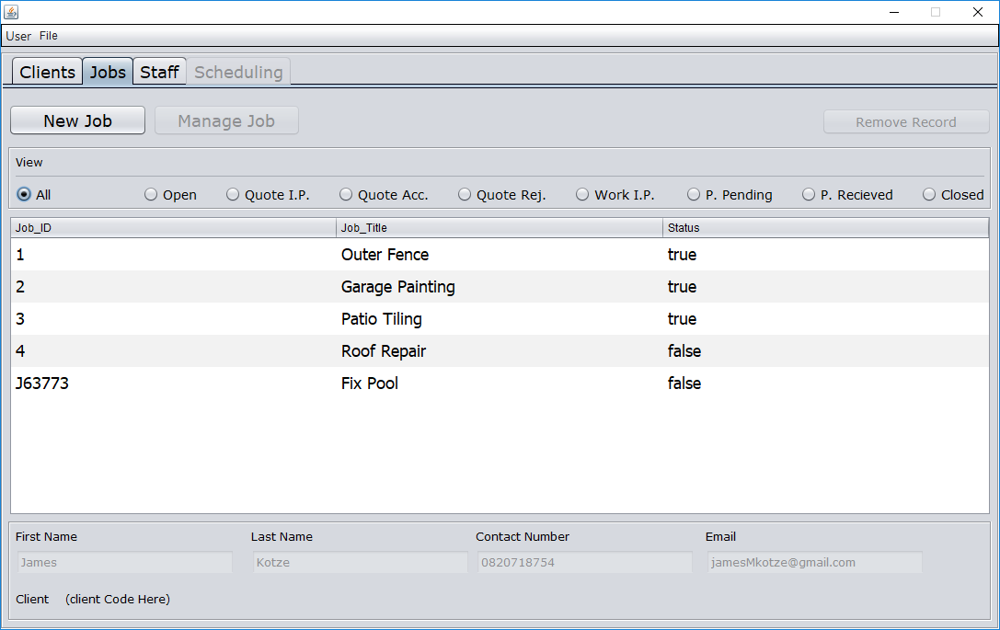 User File
Clients Jobs Staff Scheduling
New Job Manage Job Remove Record
View
All Open Quote I.P. Quote Acc. Quote Rej. Work I.P. P. Pending P. Recieved Closed
Job_ID Job_Title Status
1 Outer Fence true
2 Garage Painting true
3 Patio Tiling true
4 Roof Repair false
J63773 Fix Pool false
First Name Last Name Contact Number Email
James Kotze 0820718754 jamesMkotze@gmail.com
Client (client Code Here)